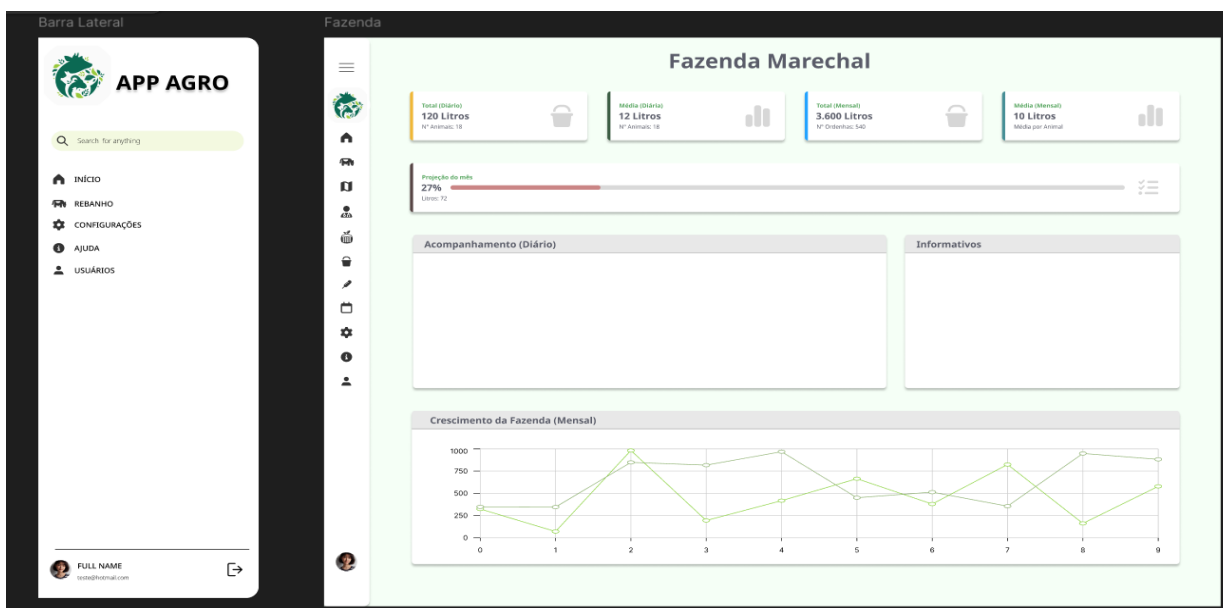 Barra Lateral
APP AGRO
Search for anything
INÍCIO
REBANHO
CONFIGURAÇÕES
AJUDA
USUÁRIOS
FULL NAME
teste@hotmail.com
Fazenda
Fazenda Marechal
Total (Diário)
120 Litros
N° Animais: 18
Média (Diária)
12 Litros
N° Animais: 18
Total (Mensal)
3.600 Litros
N° Ordenhas: 540
Média (Mensal)
10 Litros
Média por Animal
Projeção do mês
27%
Litros: 72
Acompanhamento (Diário)
Informativos
Crescimento da Fazenda (Mensal)
1000
750
500
250
0
0 1 2 3 4 5 6 7 8 9